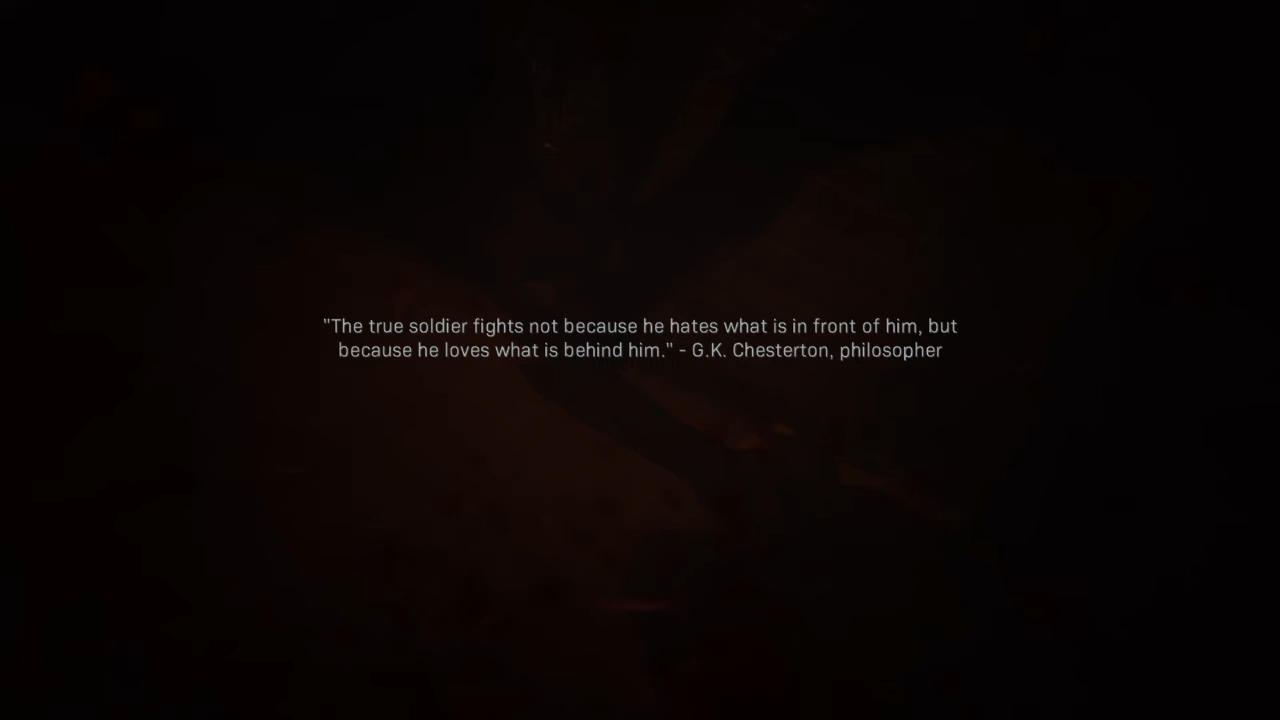 "The true soldier fights not because he hates what is in front of him, but
because he loves what is behind him." - G.K. Chesterton, philosopher